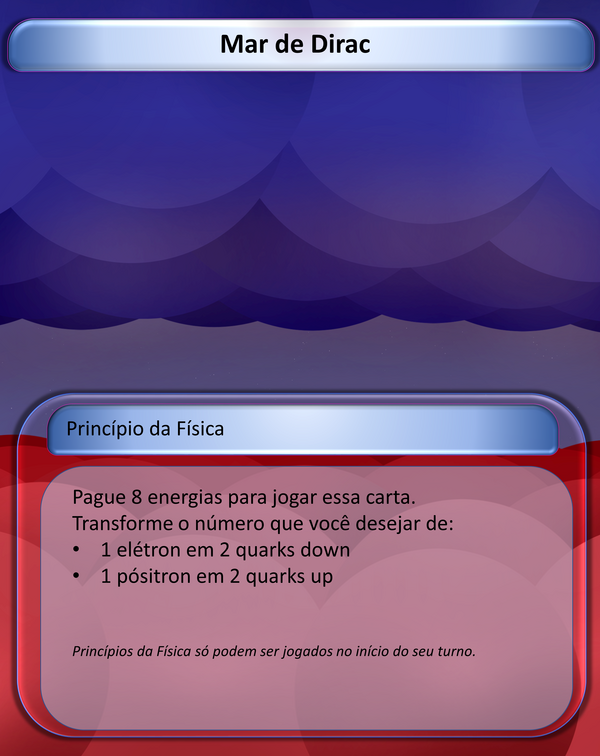 Mar de Dirac
Princípio da Física
Pague 8 energias para jogar essa carta.
Transforme o número que você desejar de:
• 1 elétron em 2 quarks down
• 1 pósitron em 2 quarks up
Princípios da Física só podem ser jogados no início do seu turno.